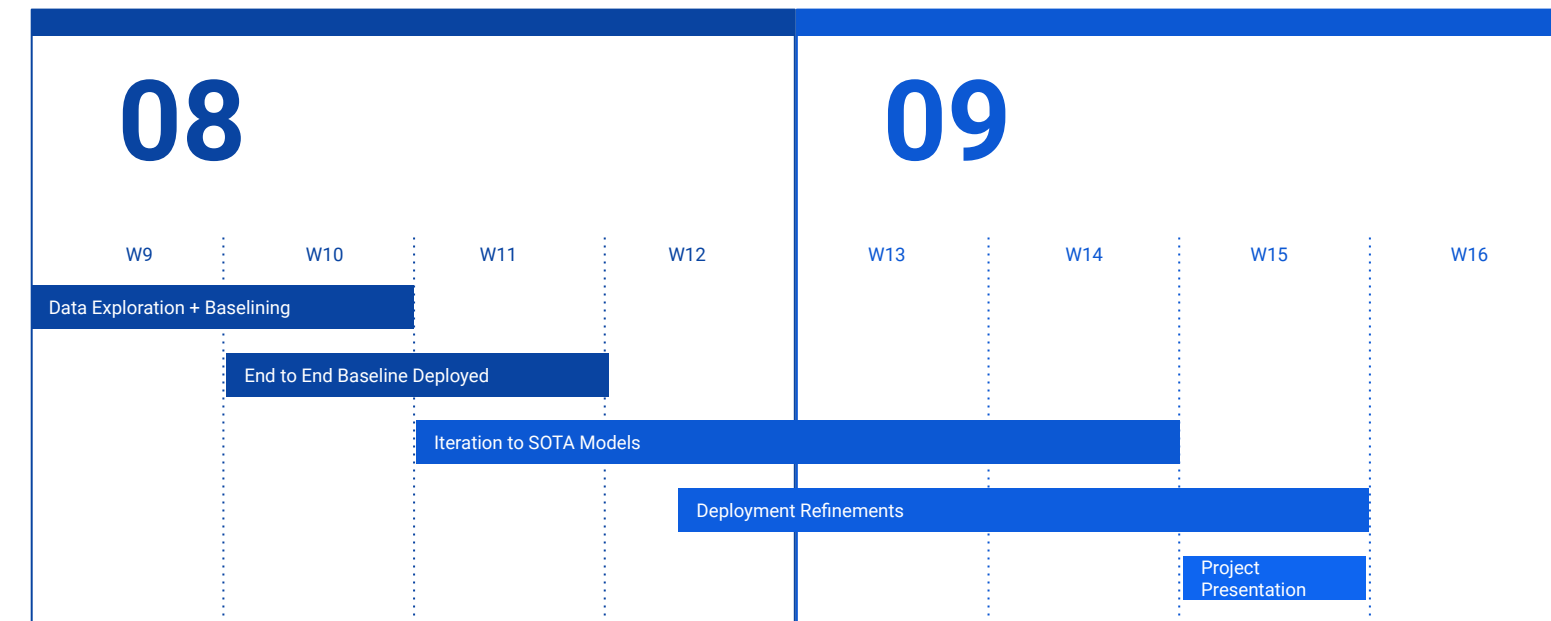 08
09
W9
W10
W11
W12
W13
W14
W15
W16
Data Exploration + Baselining
End to End Baseline Deployed
Iteration to SOTA Models
Deployment Refinements
Project
Presentation